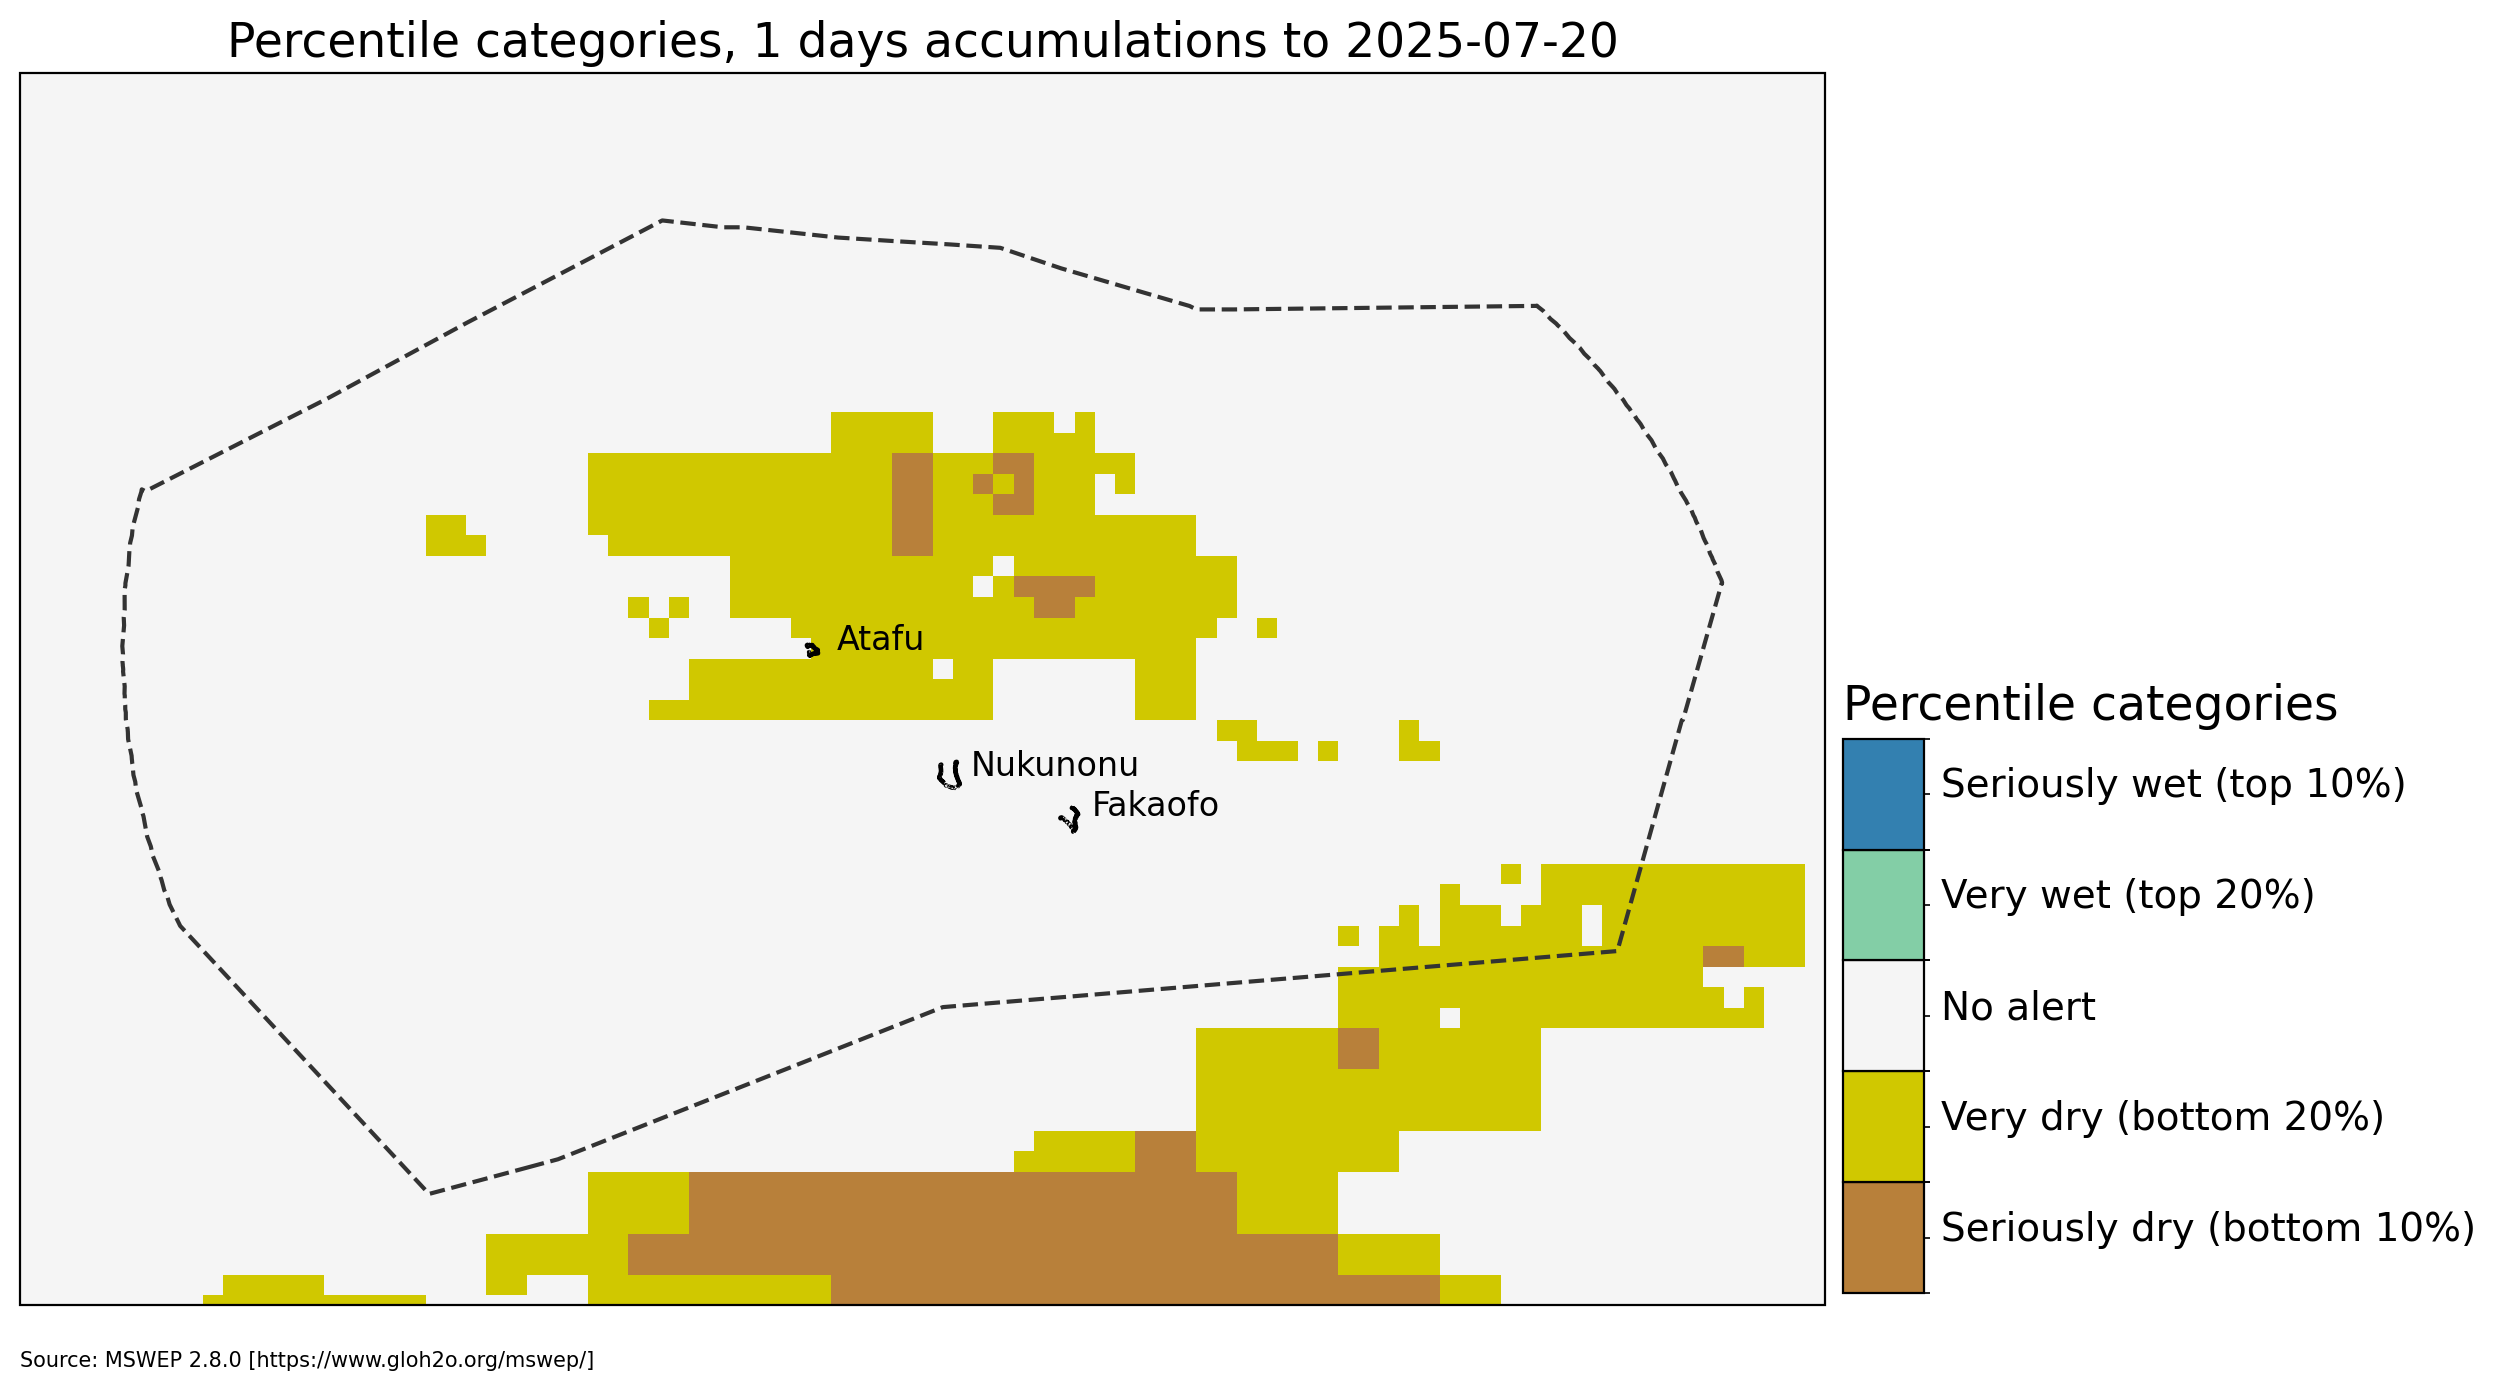 Percentile categories, 1 days accumulations to 2025-07-20
Atafu
Nukunonu
Fakaofo
Percentile categories
Seriously wet (top 10%)
Very wet (top 20%)
No alert
Very dry (bottom 20%)
Seriously dry (bottom 10%)
Source: MSWEP 2.8.0 [https://www.gloh2o.org/mswep/]